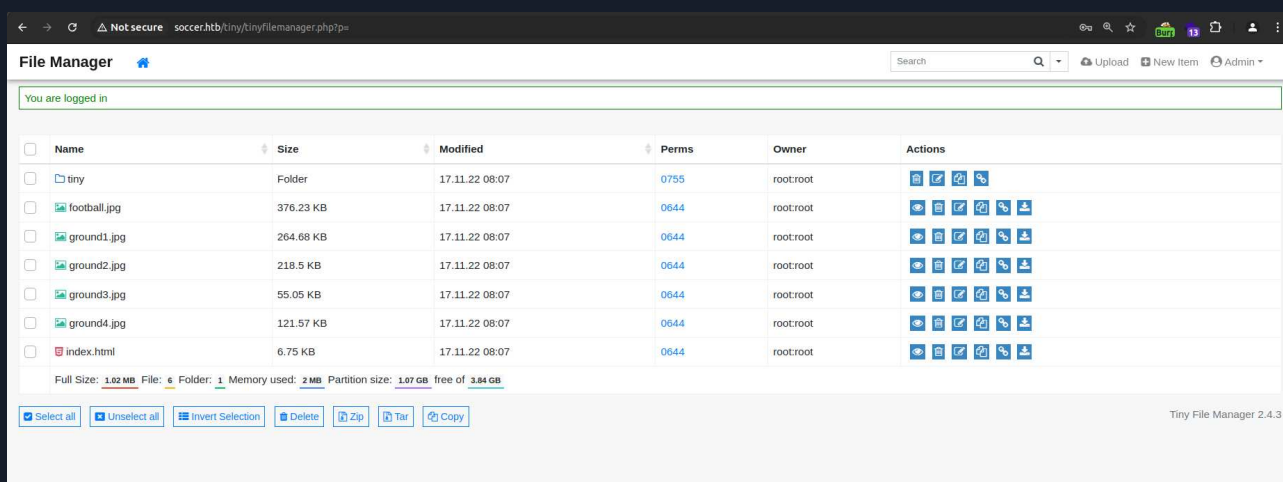 Not secure soccer.htb/tiny/tinyfilemanager.php?p=
Burp 13
File Manager Search Upload New Item Admin
You are logged in
Name Size Modified Perms Owner Actions
tiny Folder 17.11.22 08:07 0755 root:root
football.jpg 376.23 KB 17.11.22 08:07 0644 root:root
ground1.jpg 264.68 KB 17.11.22 08:07 0644 root:root
ground2.jpg 218.5 KB 17.11.22 08:07 0644 root:root
ground3.jpg 55.05 KB 17.11.22 08:07 0644 root:root
ground4.jpg 121.57 KB 17.11.22 08:07 0644 root:root
index.html 6.75 KB 17.11.22 08:07 0644 root:root
Full Size: 1.02 MB File: 6 Folder: 1 Memory used: 2 MB Partition size: 1.07 GB free of 3.84 GB
Select all Unselect all Invert Selection Delete Zip Tar Copy Tiny File Manager 2.4.3